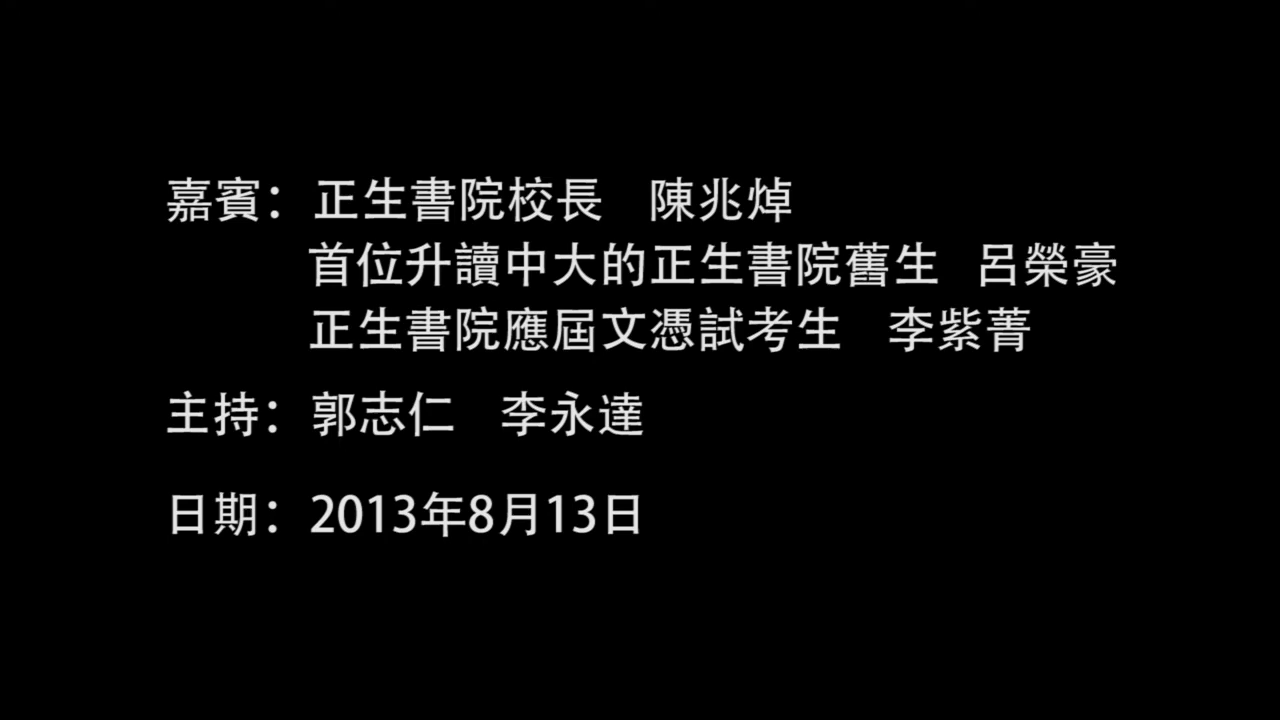 嘉賓：正生書院校長　陳兆焯
首位升讀中大的正生書院舊生　呂榮豪
正生書院應屆文憑試考生　李紫菁
主持：郭志仁　李永達
日期：2013年8月13日